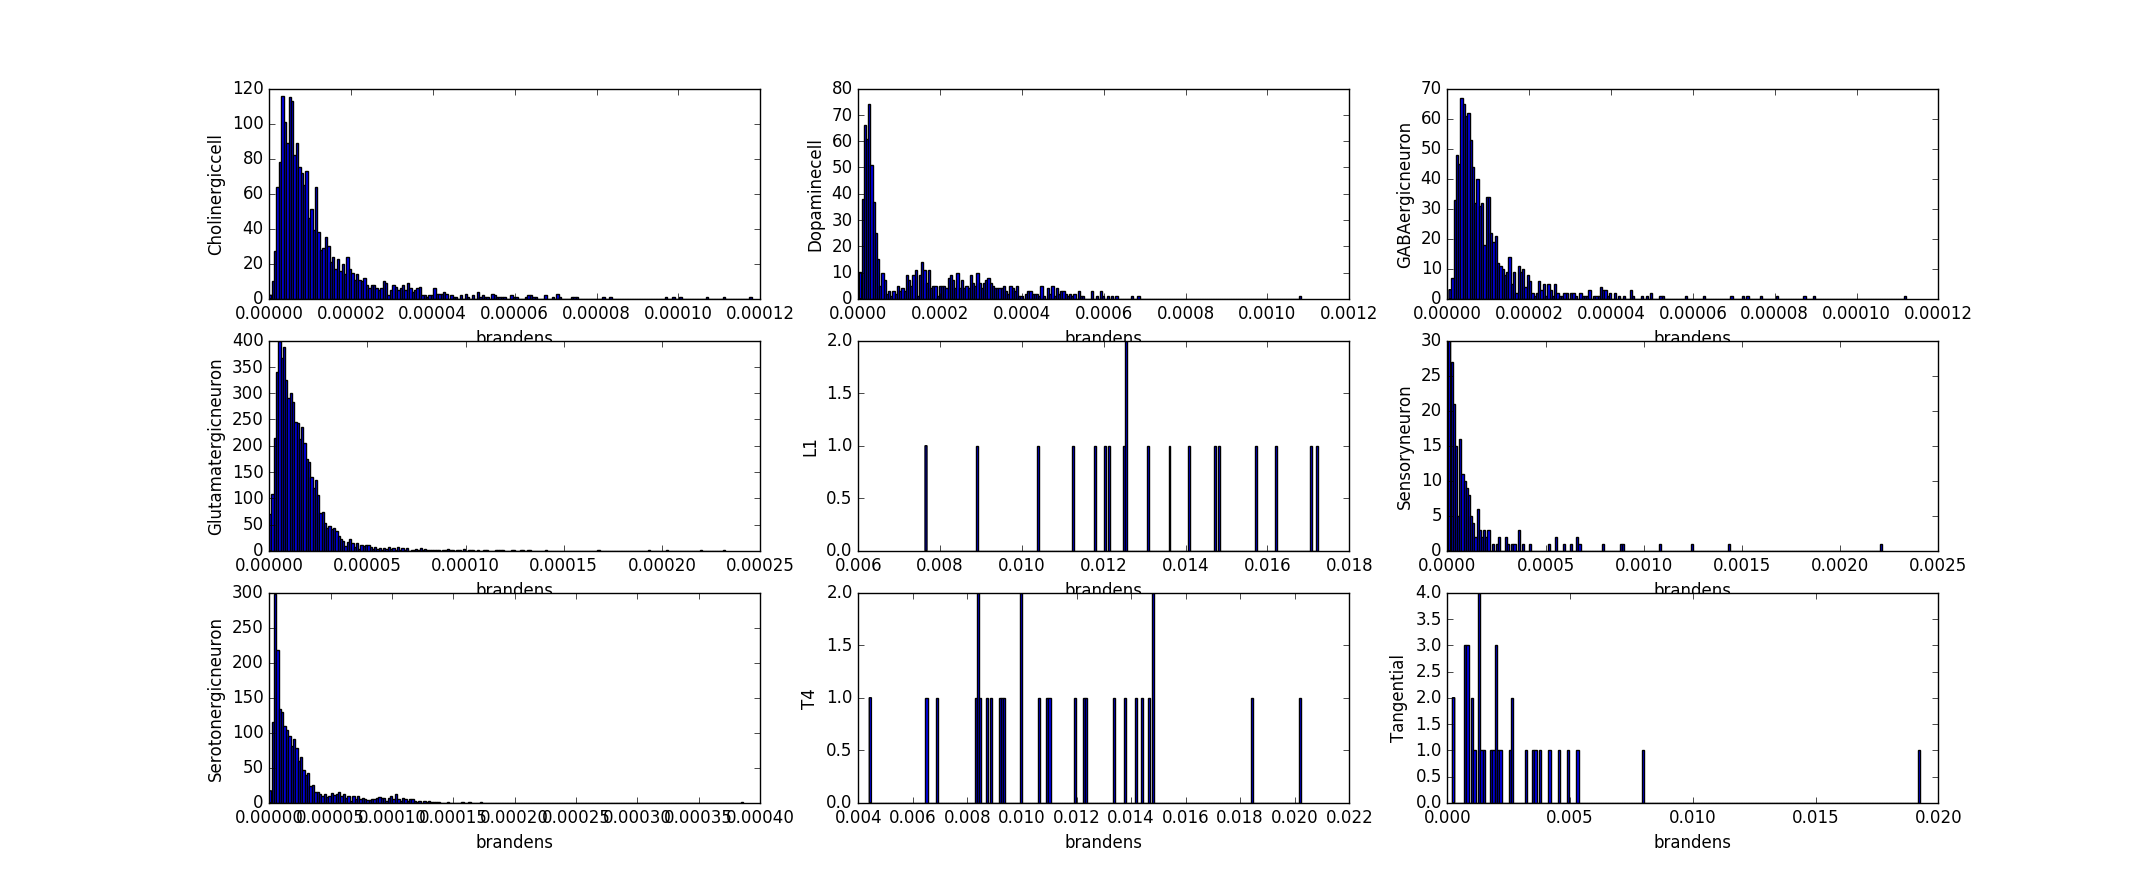 120
100
80
60
40
20
0
Cholinergiccell
0.00000 0.00002 0.00004 0.00006 0.00008 0.00010 0.00012
brandens
80
70
60
50
40
30
20
10
0
Dopaminecell
0.00000 0.00002 0.00004 0.00006 0.00008 0.00010 0.00012
brandens
70
60
50
40
30
20
10
0
GABAergicneuron
0.00000 0.00002 0.00004 0.00006 0.00008 0.00010 0.00012
brandens
400
350
300
250
200
150
100
50
0
Glutamatergicneuron
0.00000 0.00005 0.00010 0.00015 0.00020 0.00025
brandens
2.0
1.5
1.0
0.5
0.0
L1
0.006 0.008 0.010 0.012 0.014 0.016 0.018
brandens
30
25
20
15
10
5
0
Sensoryneuron
0.0000 0.0005 0.0010 0.0015 0.0020 0.0025
brandens
300
250
200
150
100
50
0
Serotonergicneuron
0.00000 0.00005 0.00010 0.00015 0.00020 0.00025 0.00030 0.00035 0.00040
brandens
2.0
1.5
1.0
0.5
0.0
T4
0.004 0.006 0.008 0.010 0.012 0.014 0.016 0.018 0.020 0.022
brandens
4.0
3.5
3.0
2.5
2.0
1.5
1.0
0.5
0.0
Tangential
0.000 0.005 0.010 0.015 0.020
brandens